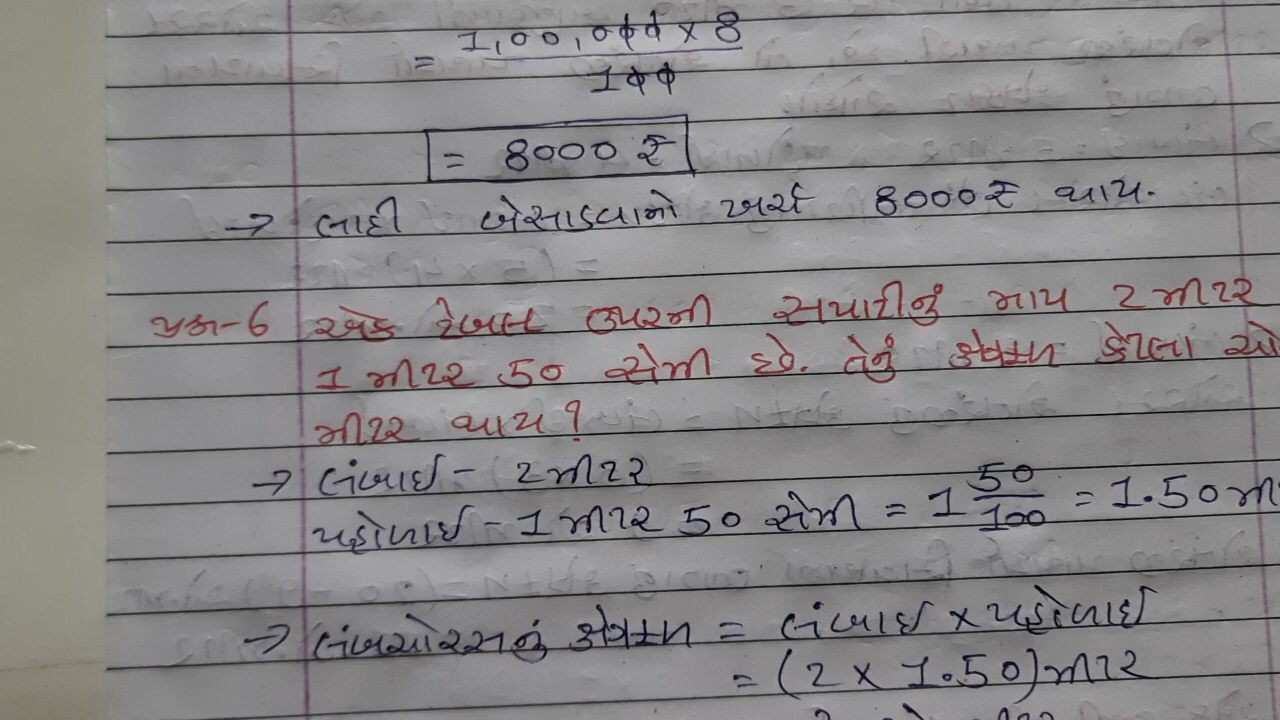 = 1,00,000 × 8
100
= 8000 ₹
→ લાદી બેસાડવાનો ખર્ચ 8000 ₹ થાય.
પ્રશ્ન-6 એક ટેબલ ઉપરની સપાટીનું માપ 2 મીટર
1 મીટર 50 સેમી છે. તેનું ક્ષેત્રફળ કેટલા ચો
મીટર થાય?
→ લંબાઈ - 2 મીટર
પહોળાઈ - 1 મીટર 50 સેમી = 1 50/100 = 1.50 મી
→ લંબચોરસનું ક્ષેત્રફળ = લંબાઈ × પહોળાઈ
= (2 × 1.50) મીટર